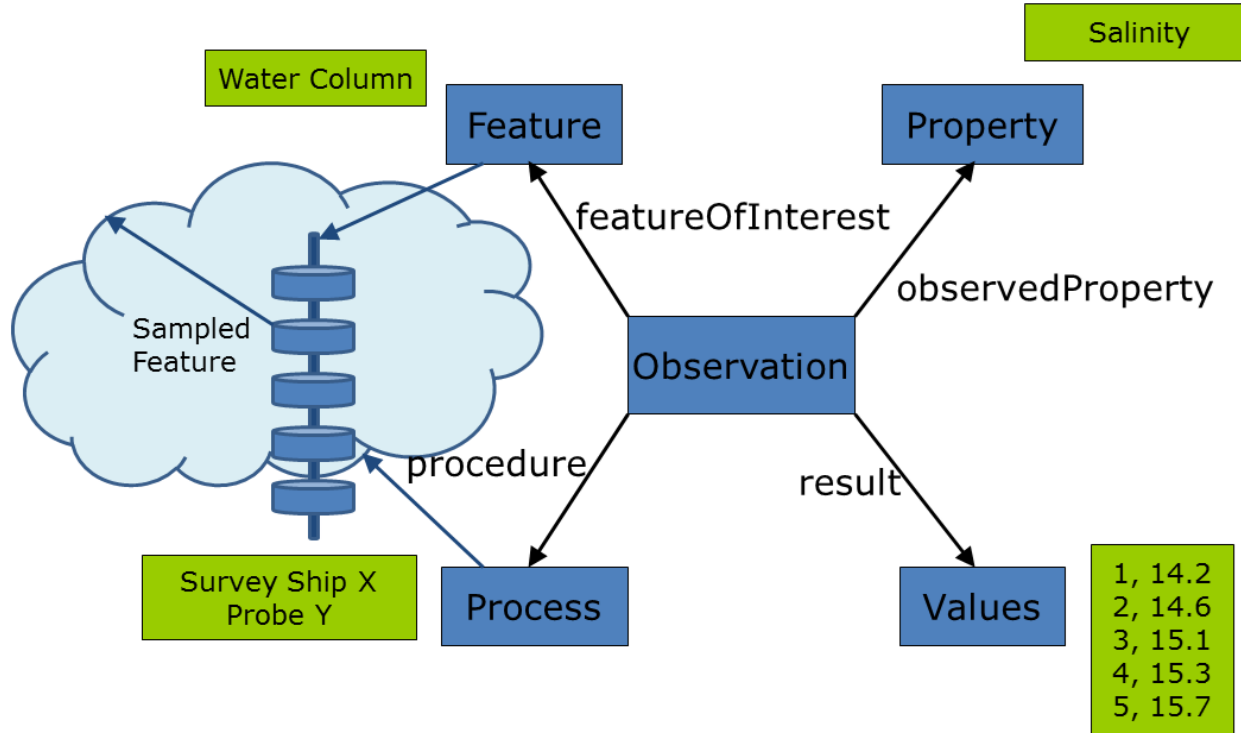 Salinity
Water Column
Feature
Property
featureOfInterest
observedProperty
Sampled
Feature
Observation
procedure
result
Survey Ship X
Probe Y
Process
Values
1, 14.2
2, 14.6
3, 15.1
4, 15.3
5, 15.7